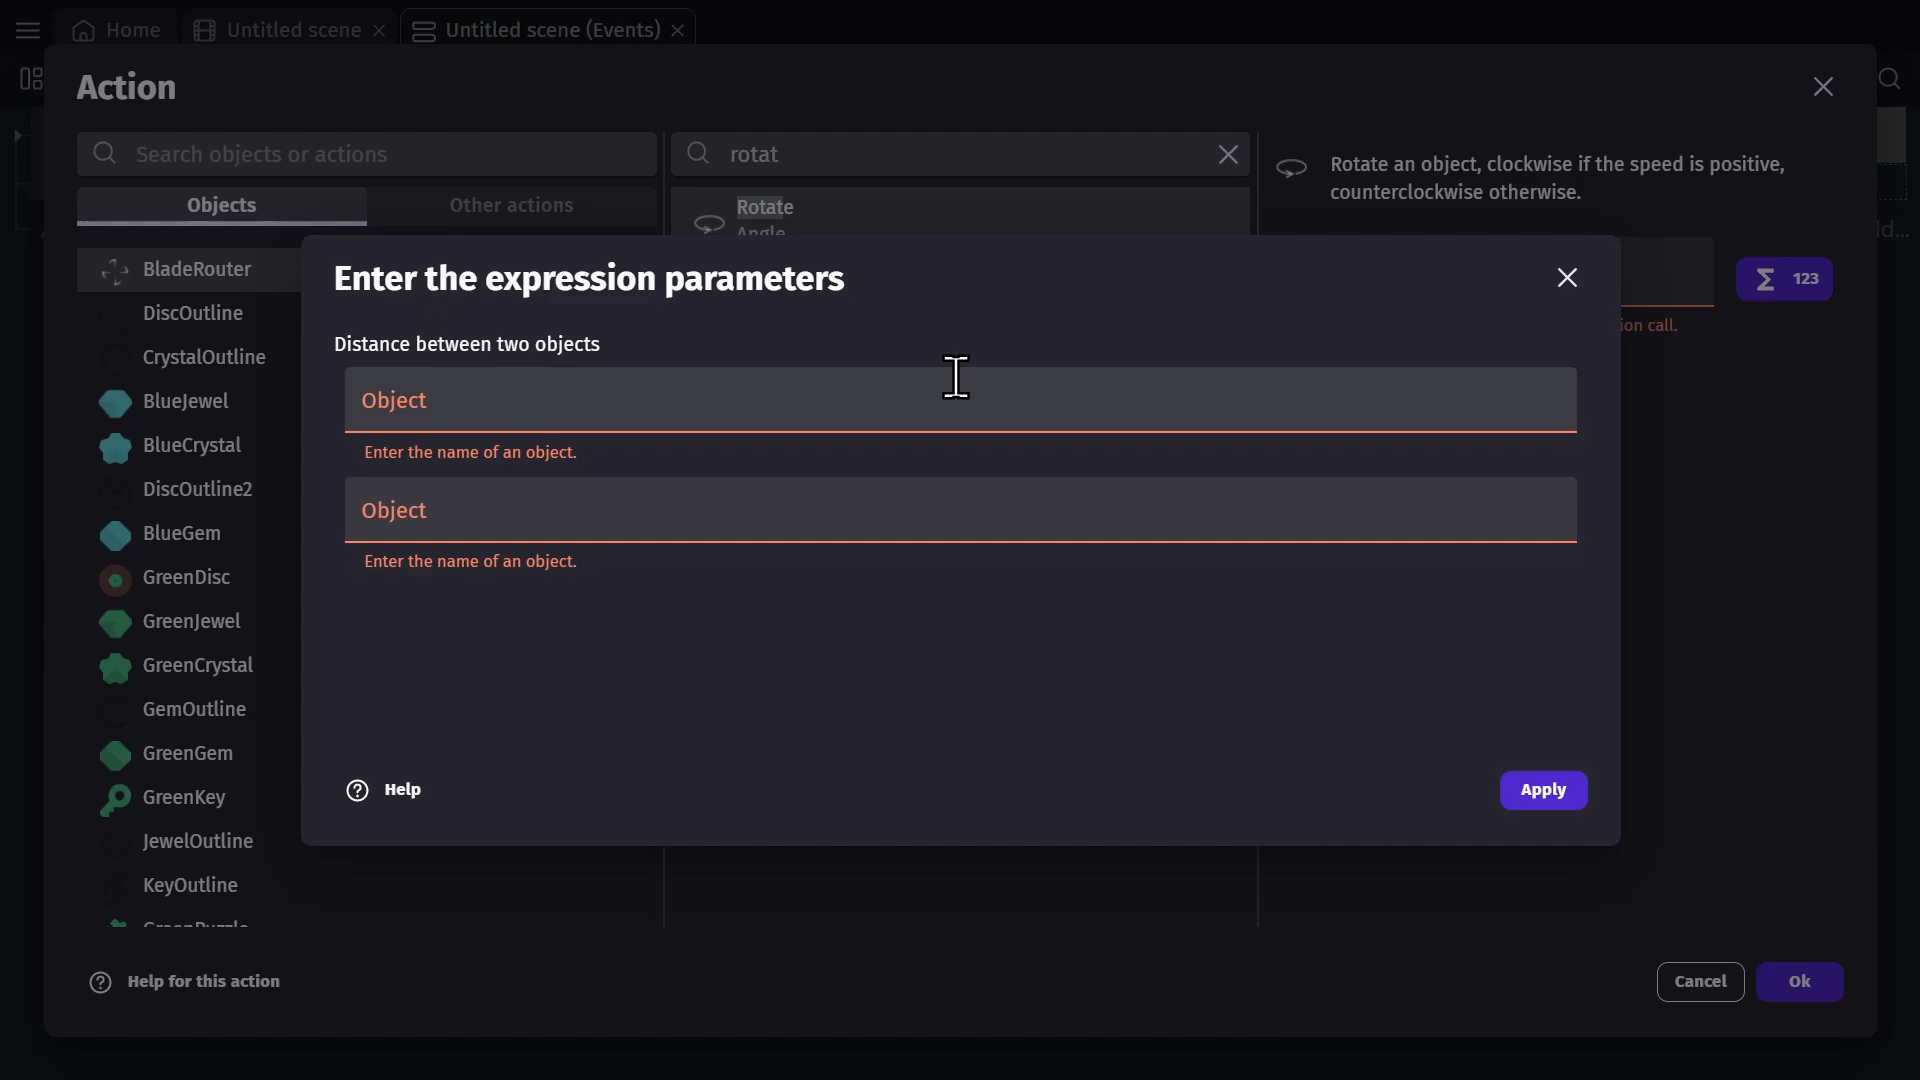 Home
Untitled scene
Untitled scene (Events)
Action
Search objects or actions
rotat
Rotate an object, clockwise if the speed is positive,
counterclockwise otherwise.
Objects
Other actions
Rotate
Angle
BladeRouter
DiscOutline
CrystalOutline
BlueJewel
BlueCrystal
DiscOutline2
BlueGem
GreenDisc
GreenJewel
GreenCrystal
GemOutline
GreenGem
GreenKey
JewelOutline
KeyOutline
GreenPuzzle
Enter the expression parameters
Distance between two objects
Object
Enter the name of an object.
Object
Enter the name of an object.
Help
Apply
123
ion call.
ld...
Help for this action
Cancel
Ok